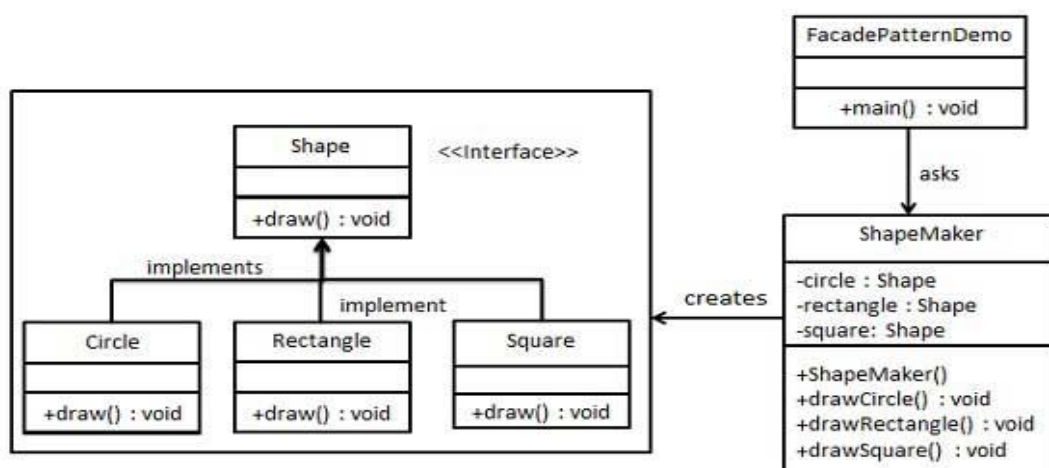 FacadePatternDemo
+main() : void
asks
Shape
<<Interface>>
+draw() : void
implements
implement
Circle
+draw() : void
Rectangle
+draw() : void
Square
+draw() : void
creates
ShapeMaker
-circle : Shape
-rectangle : Shape
-square: Shape
+ShapeMaker()
+drawCircle() : void
+drawRectangle() : void
+drawSquare() : void